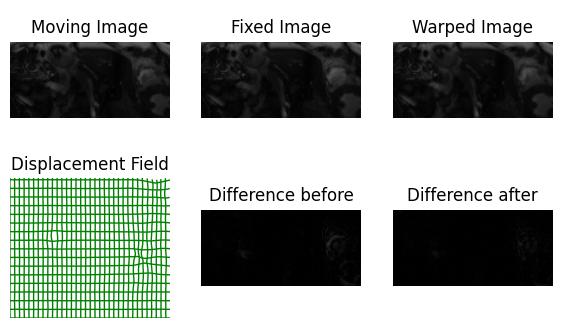 Moving Image
Fixed Image
Warped Image
Displacement Field
Difference before
Difference after